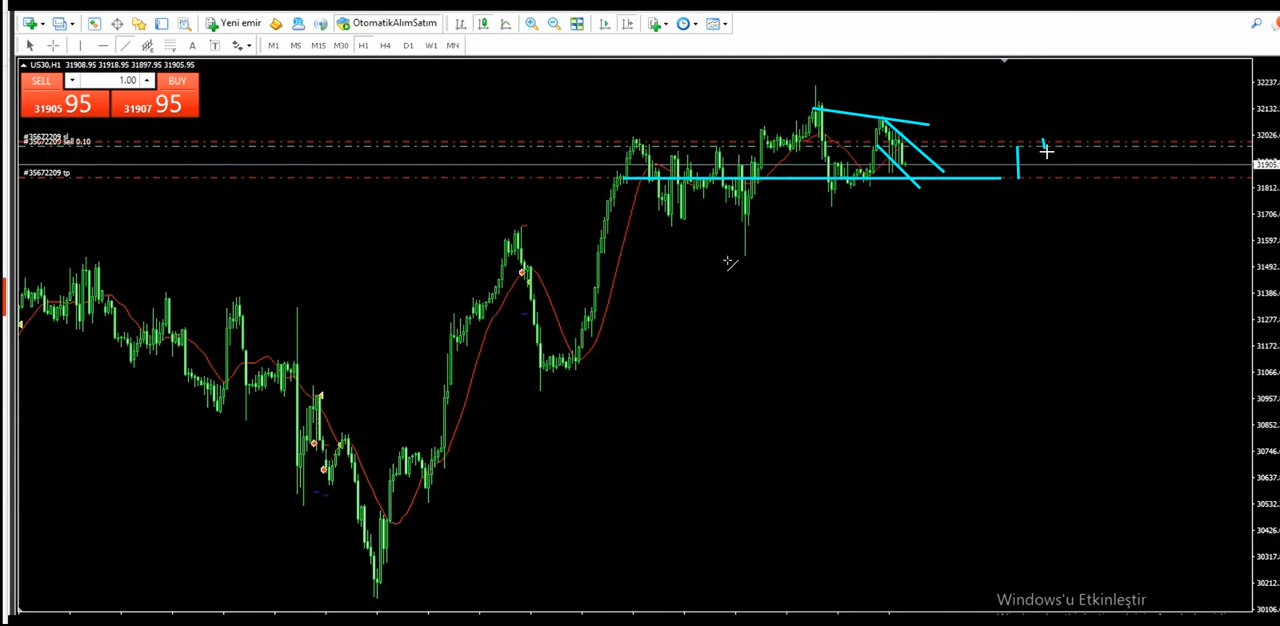 Yeni emir
OtomatikAlımSatım
A T M1 M5 M15 M30 H1 H4 D1 W1 MN
US30,H1 31908.95 31918.95 31897.95 31905.95
SELL 1.00 BUY
31905 95 31907 95
#35672209 sl
#35672209 sell 0.10
#35672209 tp
32237.
32132.
32026.
31905.
31812.
31706.
31597.
31492.
31386.
31277.
31172.
31066.
30957.
30852.
30746.
30637.
30532.
30426.
30317.
30212.
30106.
Windows'u Etkinleştir